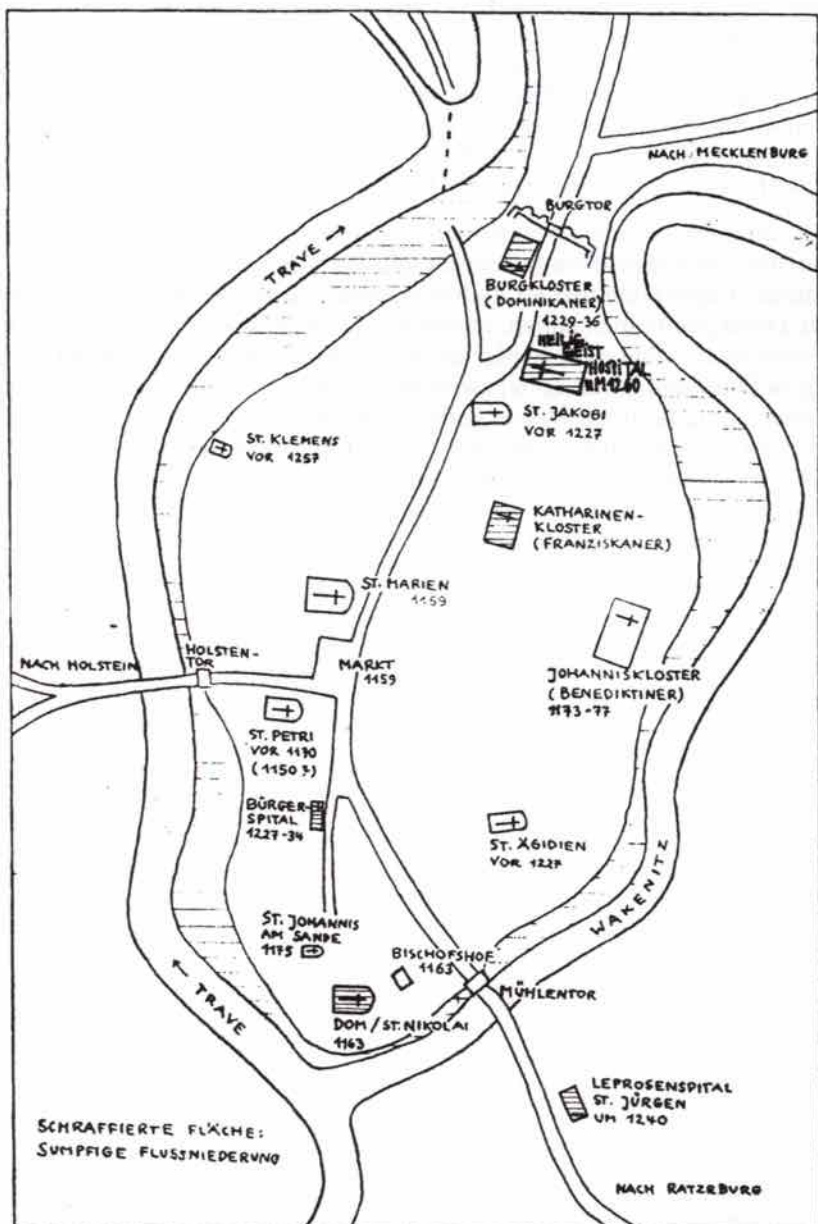 NACH MECKLENBURG
BURGTOR
TRAVE →
BURGKLOSTER
(DOMINIKANER)
1229-36
HEILIG
GEIST
HOSPITAL
UM 1260
ST. JAKOBI
VOR 1227
ST. KLEMENS
VOR 1257
KATHARINEN-
KLOSTER
(FRANZISKANER)
ST. MARIEN
1159
HOLSTEN-
TOR
NACH HOLSTEIN
MARKT
1159
JOHANNISKLOSTER
(BENEDIKTINER)
1173-77
ST. PETRI
VOR 1170
(1150?)
BÜRGER-
SPITAL
1227-34
ST. ÄGIDIEN
VOR 1227
WAKENITZ
ST. JOHANNIS
AM SANDE
1175
BISCHOFSHOF
1163
MÜHLENTOR
← TRAVE
DOM / ST. NIKOLAI
1163
LEPROSENSPITAL
ST. JÜRGEN
UM 1240
SCHRAFFIERTE FLÄCHE:
SUMPFIGE FLUSSNIEDERUNG
NACH RATZEBURG